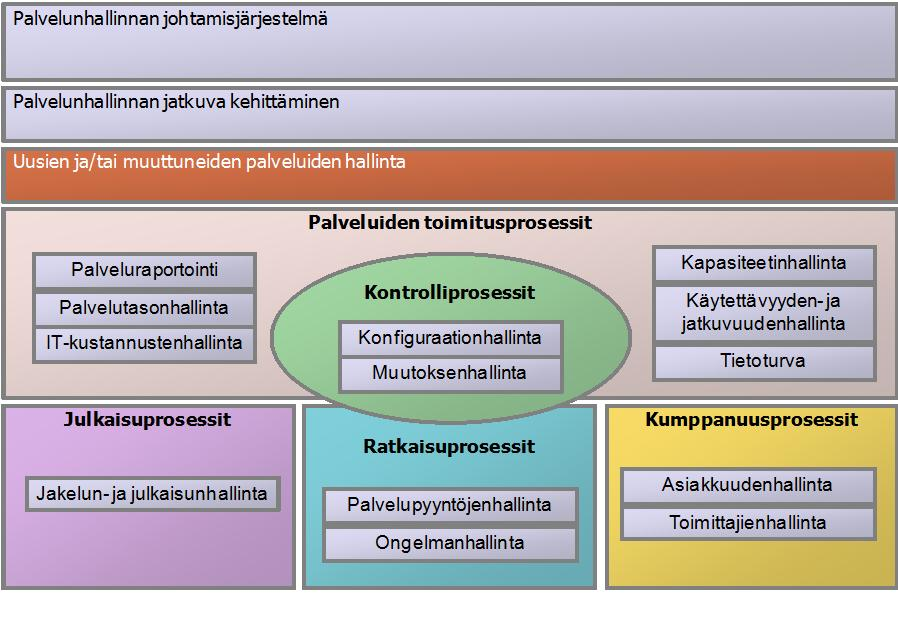 Palvelunhallinnan johtamisjärjestelmä
Palvelunhallinnan jatkuva kehittäminen
Uusien ja/tai muuttuneiden palveluiden hallinta
Palveluiden toimitusprosessit
Palveluraportointi
Palvelutasonhallinta
IT-kustannustenhallinta
Kontrolliprosessit
Konfiguraationhallinta
Muutoksenhallinta
Kapasiteetinhallinta
Käytettävyyden- ja
jatkuvuudenhallinta
Tietoturva
Julkaisuprosessit
Jakelun- ja julkaisunhallinta
Ratkaisuprosessit
Palvelupyyntöjenhallinta
Ongelmanhallinta
Kumppanuusprosessit
Asiakkuudenhallinta
Toimittajienhallinta